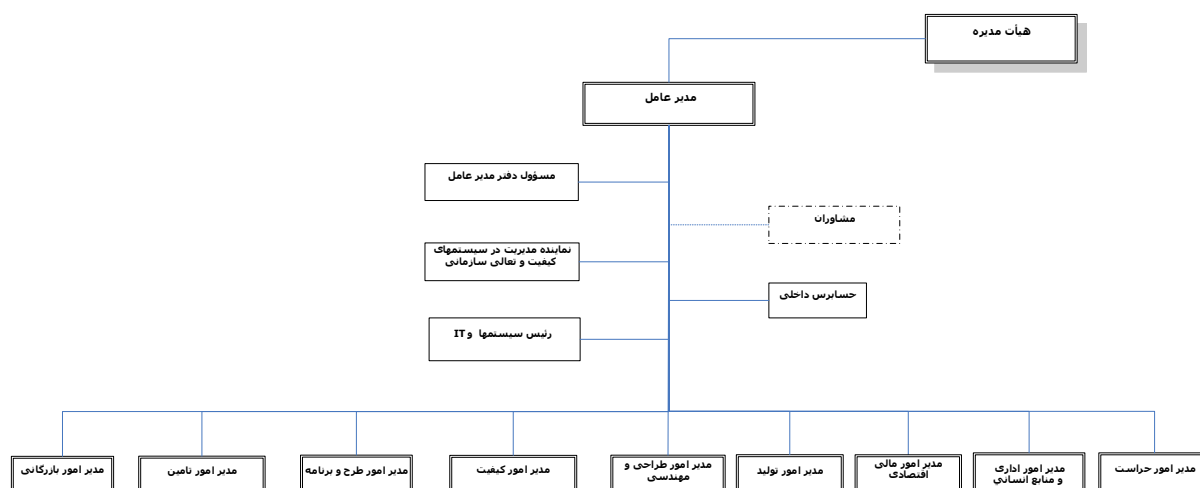 هیأت مدیره
مدیر عامل
مسؤول دفتر مدیر عامل
مشاوران
نماینده مدیریت در سیستمهای
کیفیت و تعالی سازمانی
حسابرس داخلی
رئیس سیستمها و IT
مدیر امور حراست
مدیر امور اداری
و منابع انساني
مدیر امور مالی
اقتصادی
مدیر امور تولید
مدیر امور طراحی و
مهندسی
مدیر امور کیفیت
مدیر امور طرح و برنامه
مدیر امور تامین
مدیر امور بازرگانی